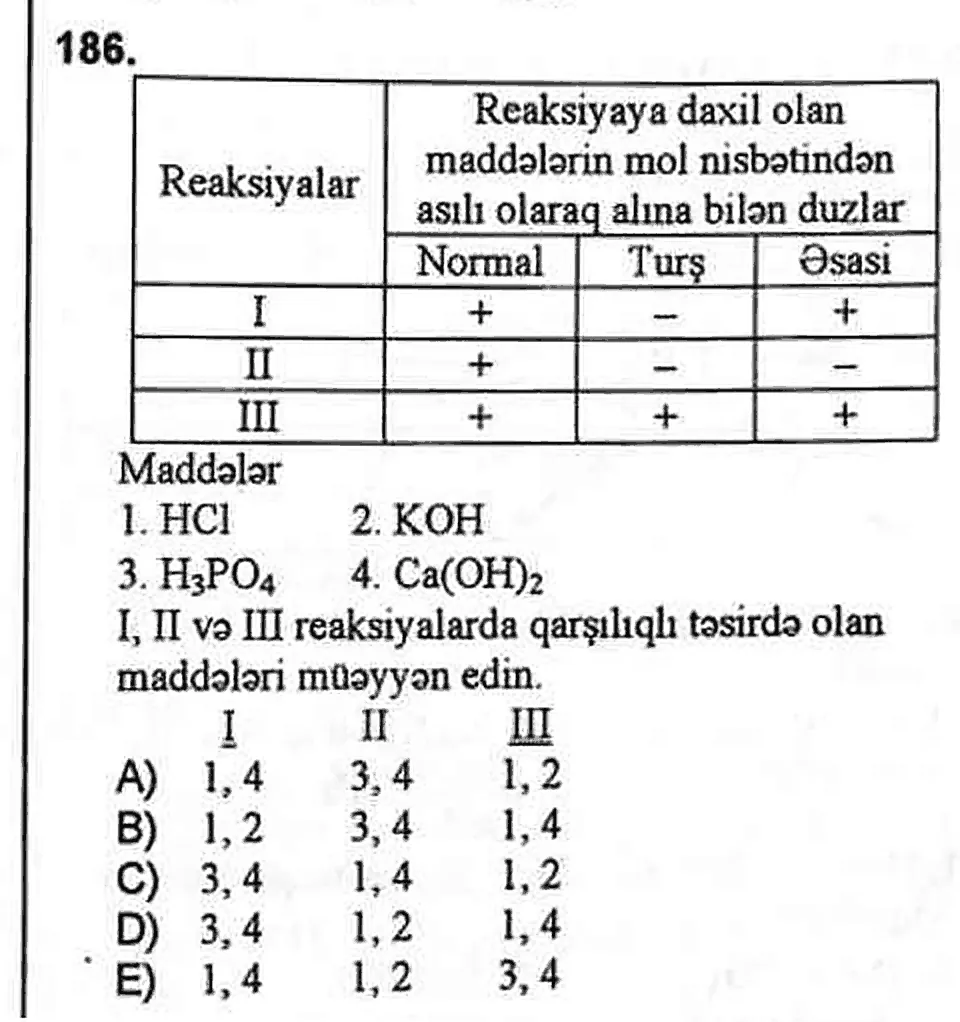 186.
Reaksiyalar
Reaksiyaya daxil olan
maddələrin mol nisbətindən
asılı olaraq alına bilən duzlar
Normal Turş Əsasi
I + – +
II + – –
III + + +
Maddələr
1. HCl 2. KOH
3. H₃PO₄ 4. Ca(OH)₂
I, II və III reaksiyalarda qarşılıqlı təsirdə olan
maddələri müəyyən edin.
I II III
A) 1, 4 3, 4 1, 2
B) 1, 2 3, 4 1, 4
C) 3, 4 1, 4 1, 2
D) 3, 4 1, 2 1, 4
E) 1, 4 1, 2 3, 4